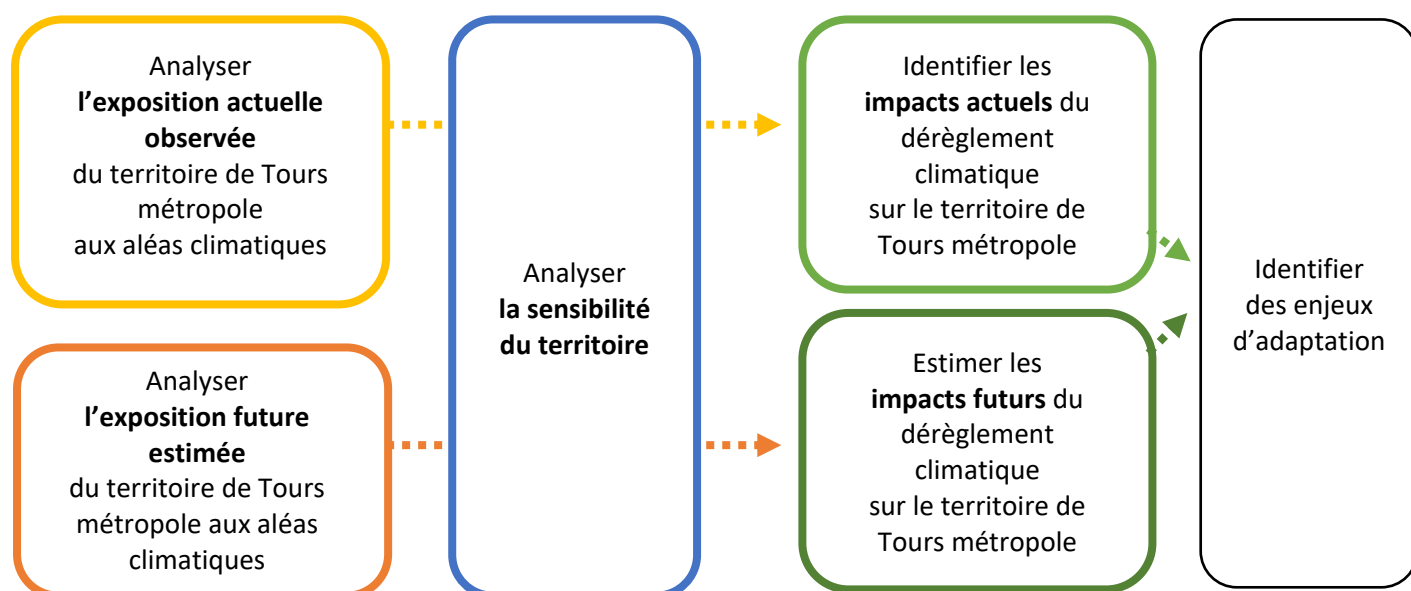 Analyser
l’exposition actuelle
observée
du territoire de Tours
métropole
aux aléas climatiques
Analyser
l’exposition future
estimée
du territoire de Tours
métropole aux aléas
climatiques
Analyser
la sensibilité
du territoire
Identifier les
impacts actuels du
dérèglement
climatique
sur le territoire de
Tours métropole
Estimer les
impacts futurs du
dérèglement
climatique
sur le territoire de
Tours métropole
Identifier
des enjeux
d’adaptation